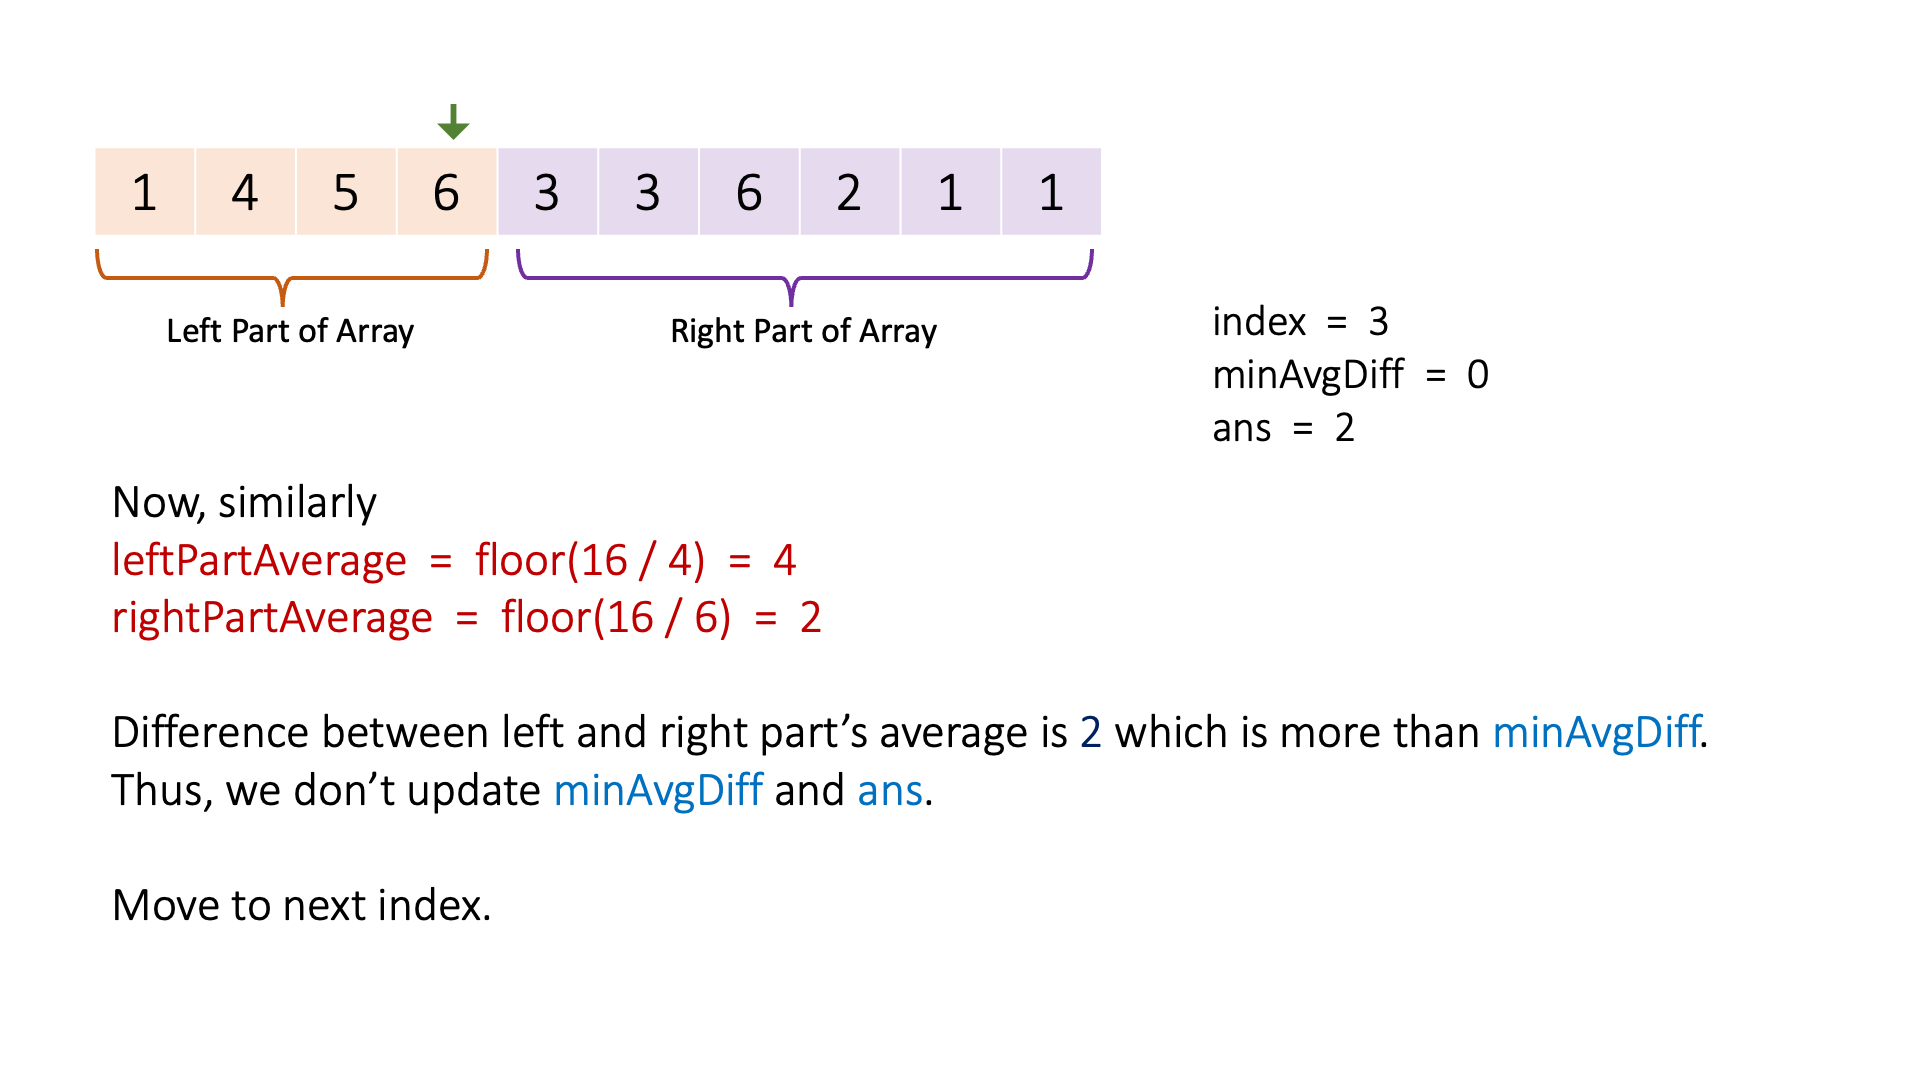 1 4 5 6 3 3 6 2 1 1
Left Part of Array
Right Part of Array
index = 3
minAvgDiff = 0
ans = 2
Now, similarly
leftPartAverage = floor(16 / 4) = 4
rightPartAverage = floor(16 / 6) = 2
Difference between left and right part’s average is 2 which is more than minAvgDiff.
Thus, we don’t update minAvgDiff and ans.
Move to next index.